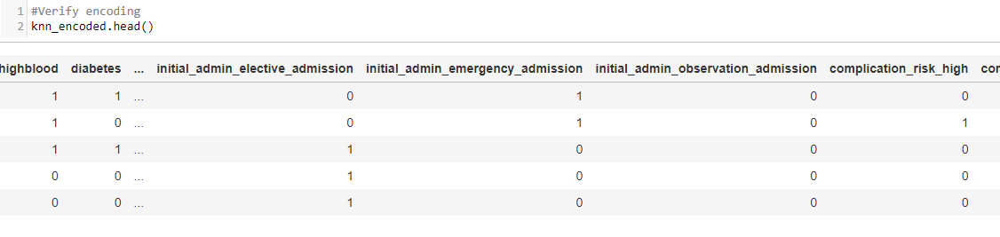 1 #Verify encoding
2 knn_encoded.head()
highblood diabetes ... initial_admin_elective_admission initial_admin_emergency_admission initial_admin_observation_admission complication_risk_high cor
1 1 ... 0 1 0 0
1 0 ... 0 1 0 1
1 1 ... 1 0 0 0
0 0 ... 1 0 0 0
0 0 ... 1 0 0 0